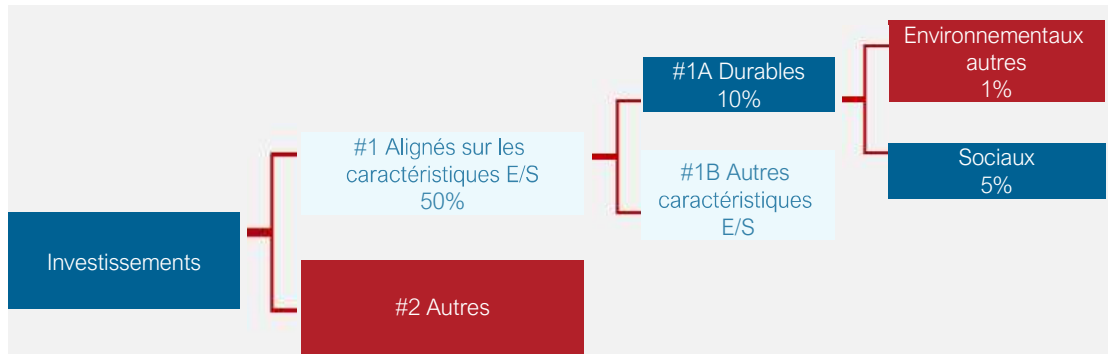 Investissements
#1 Alignés sur les
caractéristiques E/S
50%
#2 Autres
#1A Durables
10%
#1B Autres
caractéristiques
E/S
Environnementaux
autres
1%
Sociaux
5%